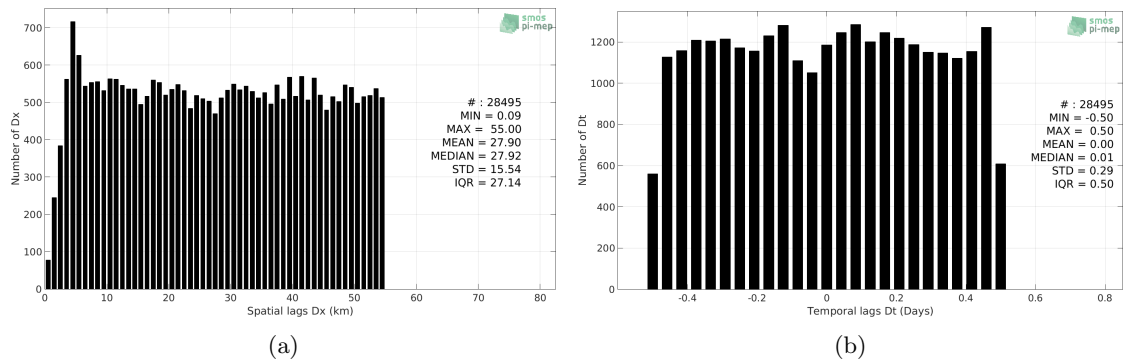 smos
pi-mep
700
600
500
400
300
200
100
0
Number of Dx
# : 28495
MIN = 0.09
MAX = 55.00
MEAN = 27.90
MEDIAN = 27.92
STD = 15.54
IQR = 27.14
0 10 20 30 40 50 60 70 80
Spatial lags Dx (km)
(a)
smos
pi-mep
1200
1000
800
600
400
200
0
Number of Dt
# : 28495
MIN = -0.50
MAX = 0.50
MEAN = 0.00
MEDIAN = 0.01
STD = 0.29
IQR = 0.50
-0.4 -0.2 0 0.2 0.4 0.6 0.8
Temporal lags Dt (Days)
(b)